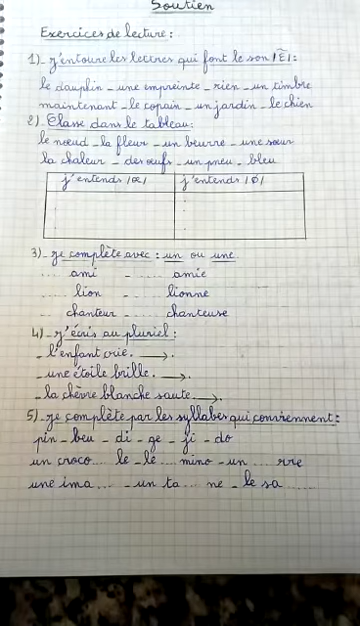 Soutien
Exercices de lecture :
1)- j'entoure les lettres qui font le son |ɛ̃| :
le dauphin - une empreinte - rien - un timbre
maintenant - le copain - un jardin - le chien
2)- Classe dans le tableau :
le nœud - la fleur - un beurre - une sœur
la chaleur - des œufs - un pneu - bleu
j'entends |œ| j'entends |ø|
3)- je complète avec : un ou une
.... ami - ..... amie
..... lion - ..... lionne
... chanteur - ..... chanteuse
4)- j'écris au pluriel :
- l'enfant crie. ⟶.
- une étoile brille. ⟶.
- la chèvre blanche saute ⟶.
5)- je complète par les syllabes qui conviennent :
pin - beu - di - ge - ji - do
un croco.... le - le .... mino - un .... rre
une ima.... - un ta.... ne - le sa ......